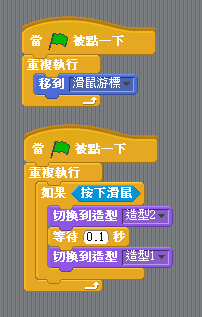 當 被點一下
重複執行
移到 滑鼠游標
當 被點一下
重複執行
如果 按下滑鼠
切換到造型 造型2
等待 0.1 秒
切換到造型 造型1